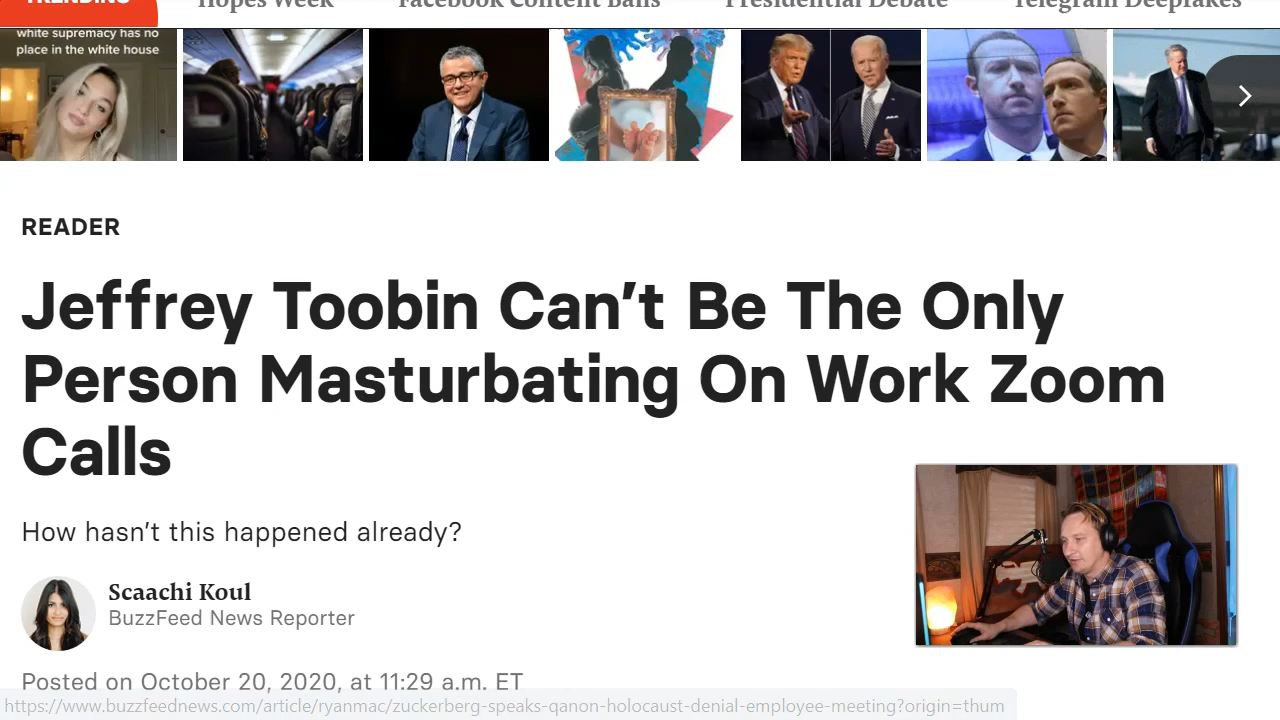 TRENDING Hopes Week Facebook Content Bans Presidential Debate Telegram Deepfakes
white supremacy has no
place in the white house
READER
Jeffrey Toobin Can’t Be The Only
Person Masturbating On Work Zoom
Calls
How hasn’t this happened already?
Scaachi Koul
BuzzFeed News Reporter
Posted on October 20, 2020, at 11:29 a.m. ET
https://www.buzzfeednews.com/article/ryanmac/zuckerberg-speaks-qanon-holocaust-denial-employee-meeting?origin=thum